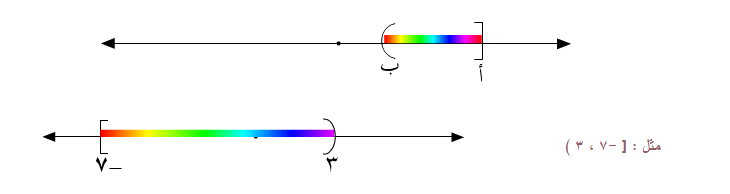 أ ب
مثل : [ –٧ ، ٣ )
–٧ ٣